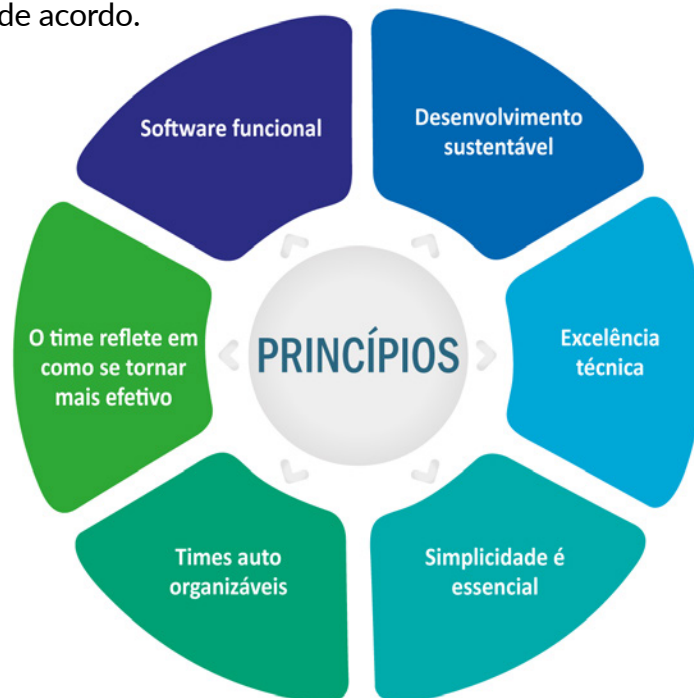 de acordo.
Software funcional
Desenvolvimento
sustentável
Excelência
técnica
Simplicidade é
essencial
Times auto
organizáveis
O time reflete em
como se tornar
mais efetivo
PRINCÍPIOS